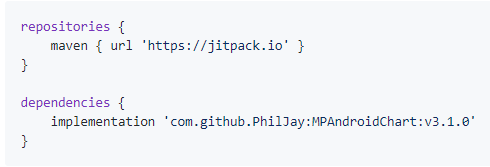 repositories {
    maven { url 'https://jitpack.io' }
}

dependencies {
    implementation 'com.github.PhilJay:MPAndroidChart:v3.1.0'
}